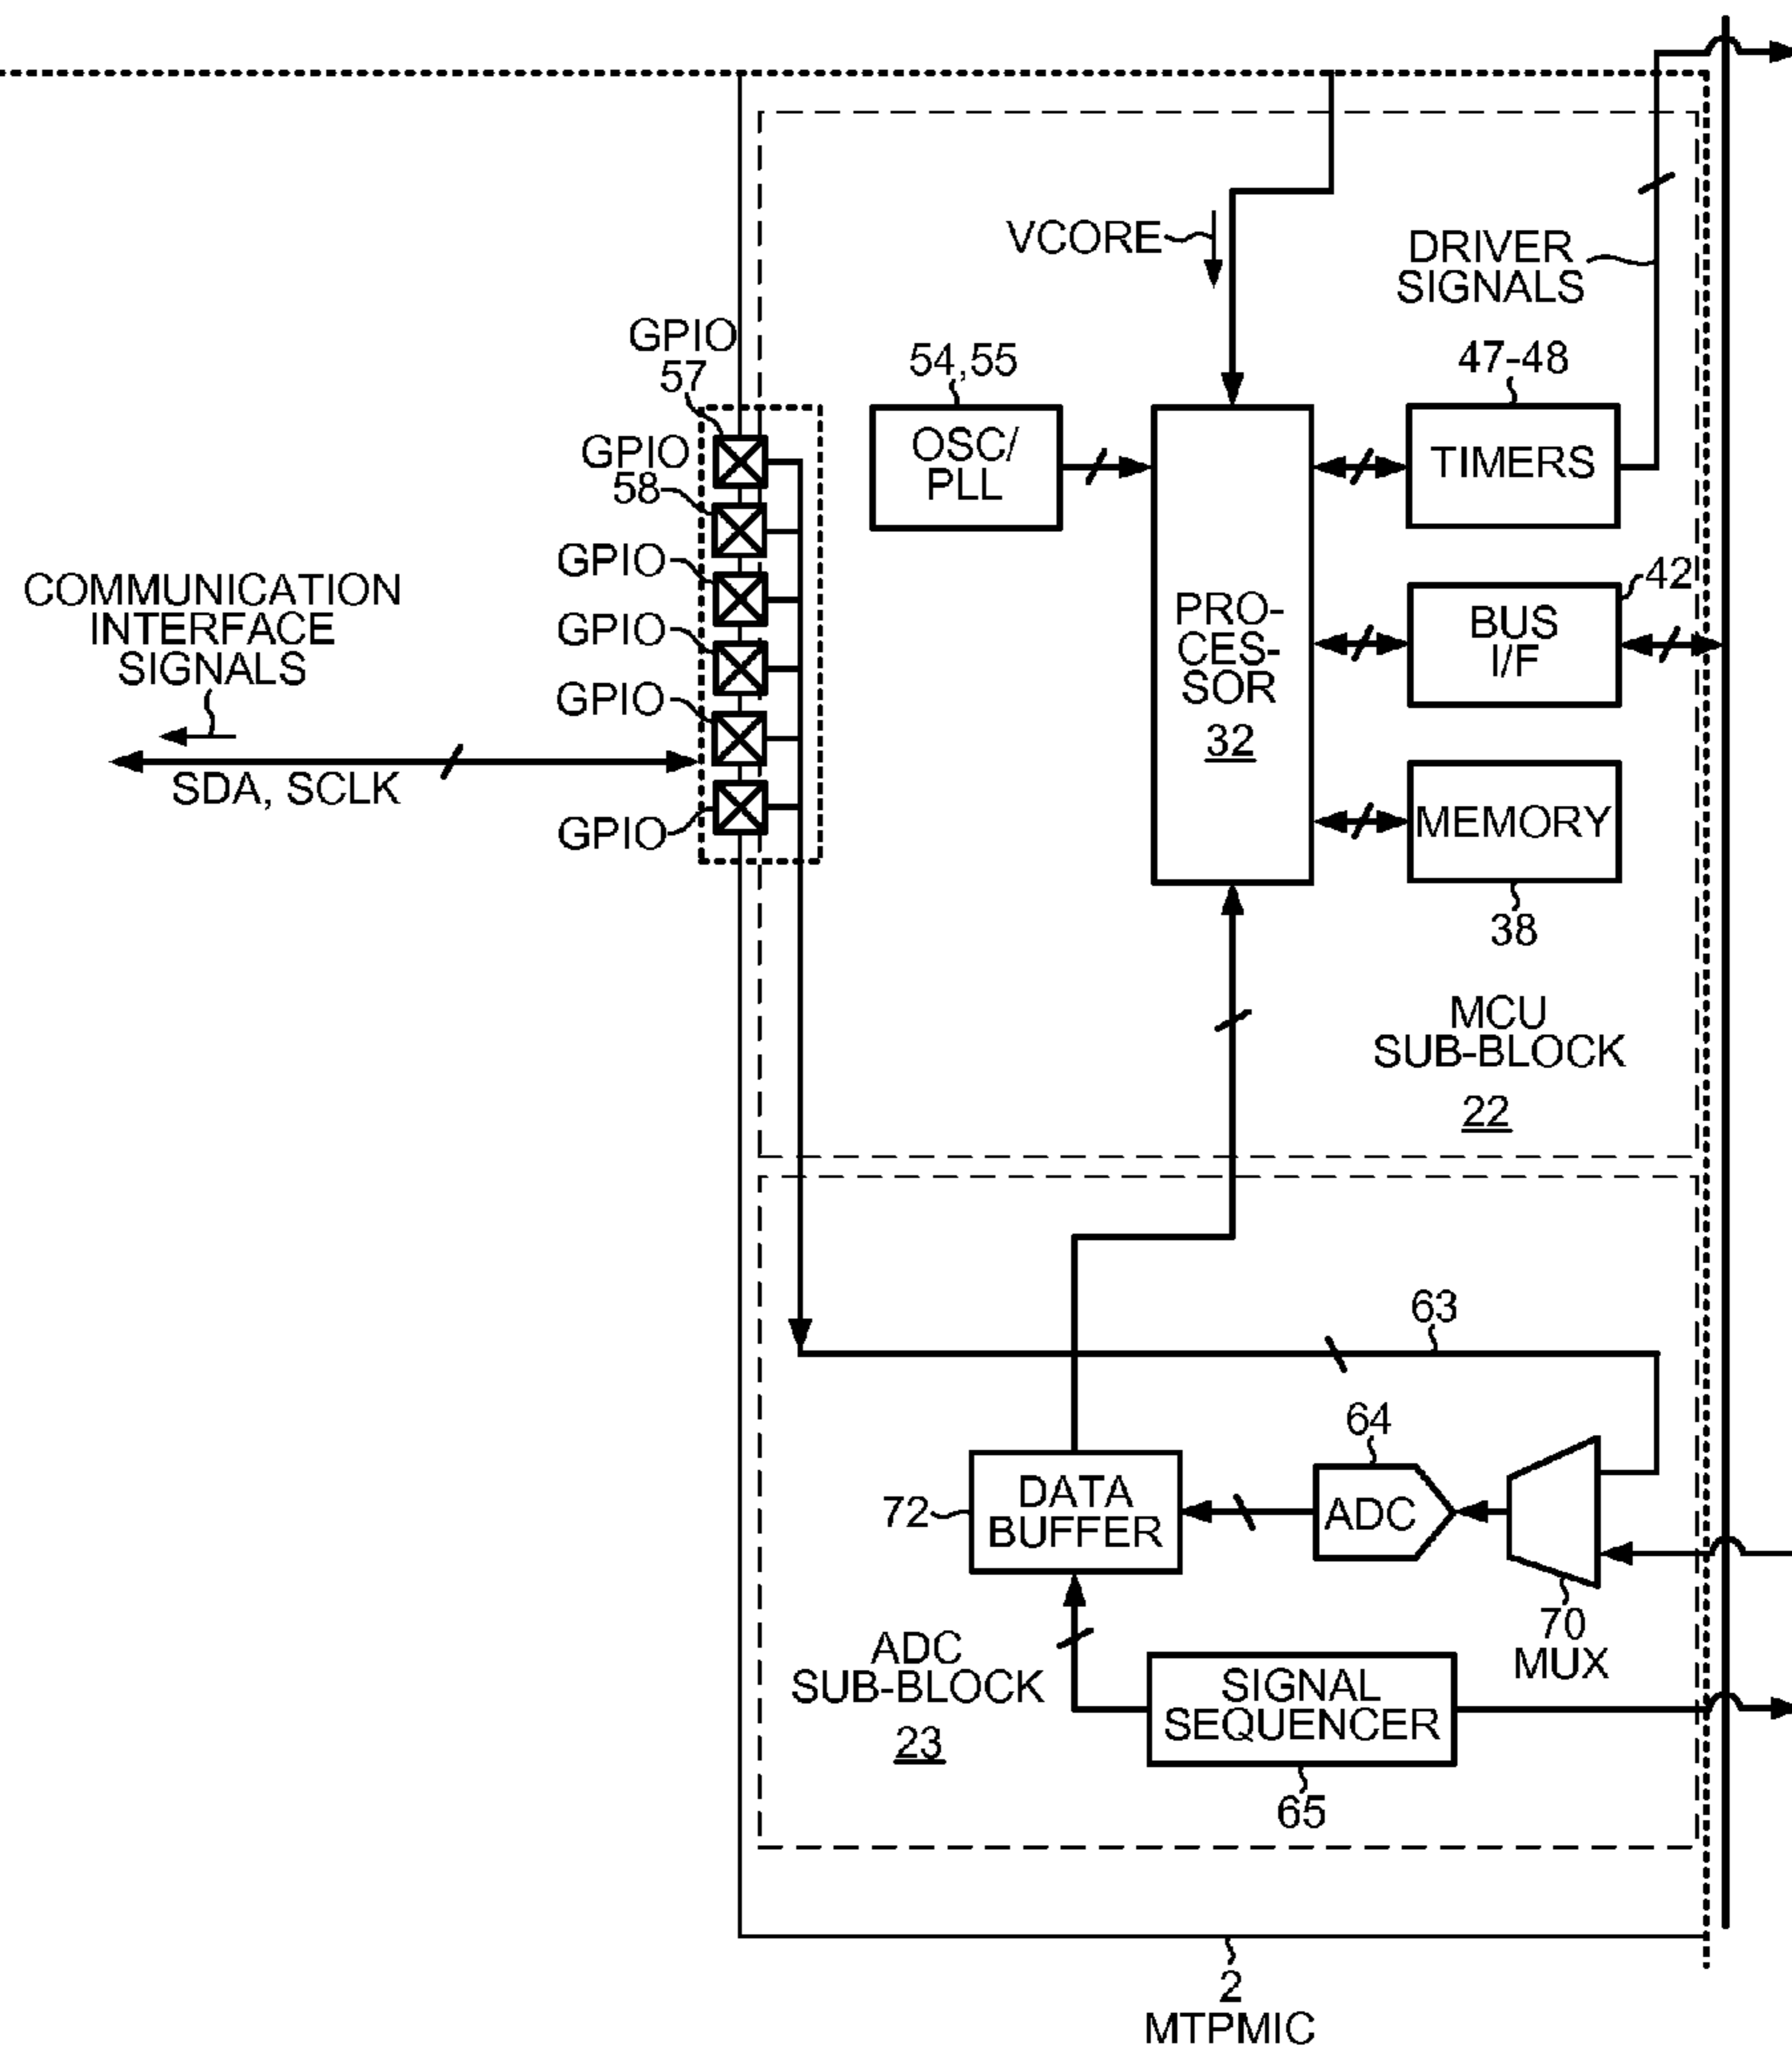 VCORE
DRIVER
SIGNALS
GPIO
57
54,55
47-48
OSC/
PLL
TIMERS
GPIO
58
GPIO
42
COMMUNICATION
INTERFACE
SIGNALS
PRO-
CES-
SOR
32
BUS
I/F
GPIO
GPIO
SDA, SCLK
MEMORY
GPIO
38
MCU
SUB-BLOCK
22
63
64
DATA
BUFFER
72
ADC
70
MUX
ADC
SUB-BLOCK
23
SIGNAL
SEQUENCER
65
2
MTPMIC